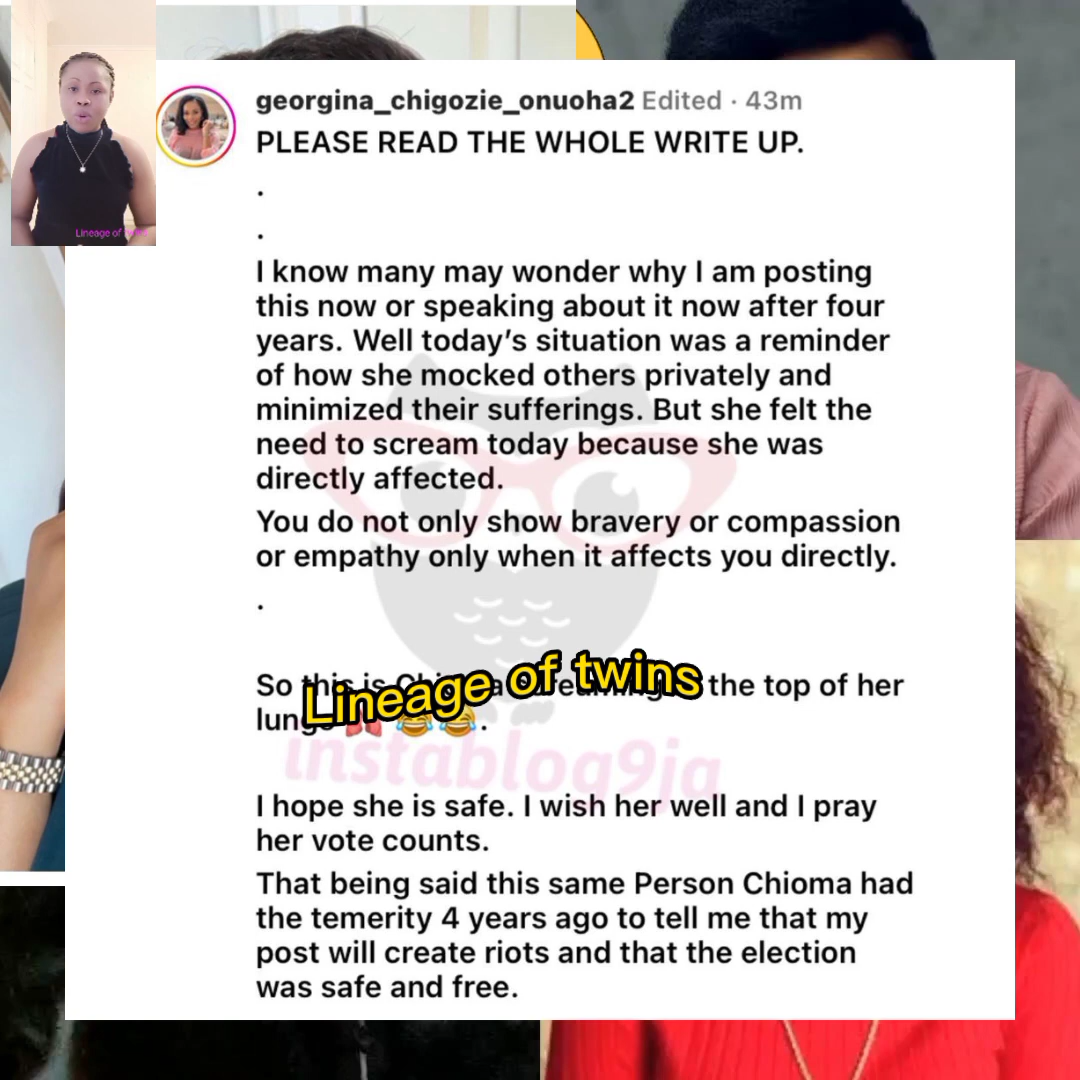 georgina_chigozie_onuoha2 Edited · 43m
PLEASE READ THE WHOLE WRITE UP.
.
.
I know many may wonder why I am posting
this now or speaking about it now after four
years. Well today's situation was a reminder
of how she mocked others privately and
minimized their sufferings. But she felt the
need to scream today because she was
directly affected.
You do not only show bravery or compassion
or empathy only when it affects you directly.
.
So this is the top of her
Lineage of twins
.
instablog9ja
I hope she is safe. I wish her well and I pray
her vote counts.
That being said this same Person Chioma had
the temerity 4 years ago to tell me that my
post will create riots and that the election
was safe and free.
Lineage of